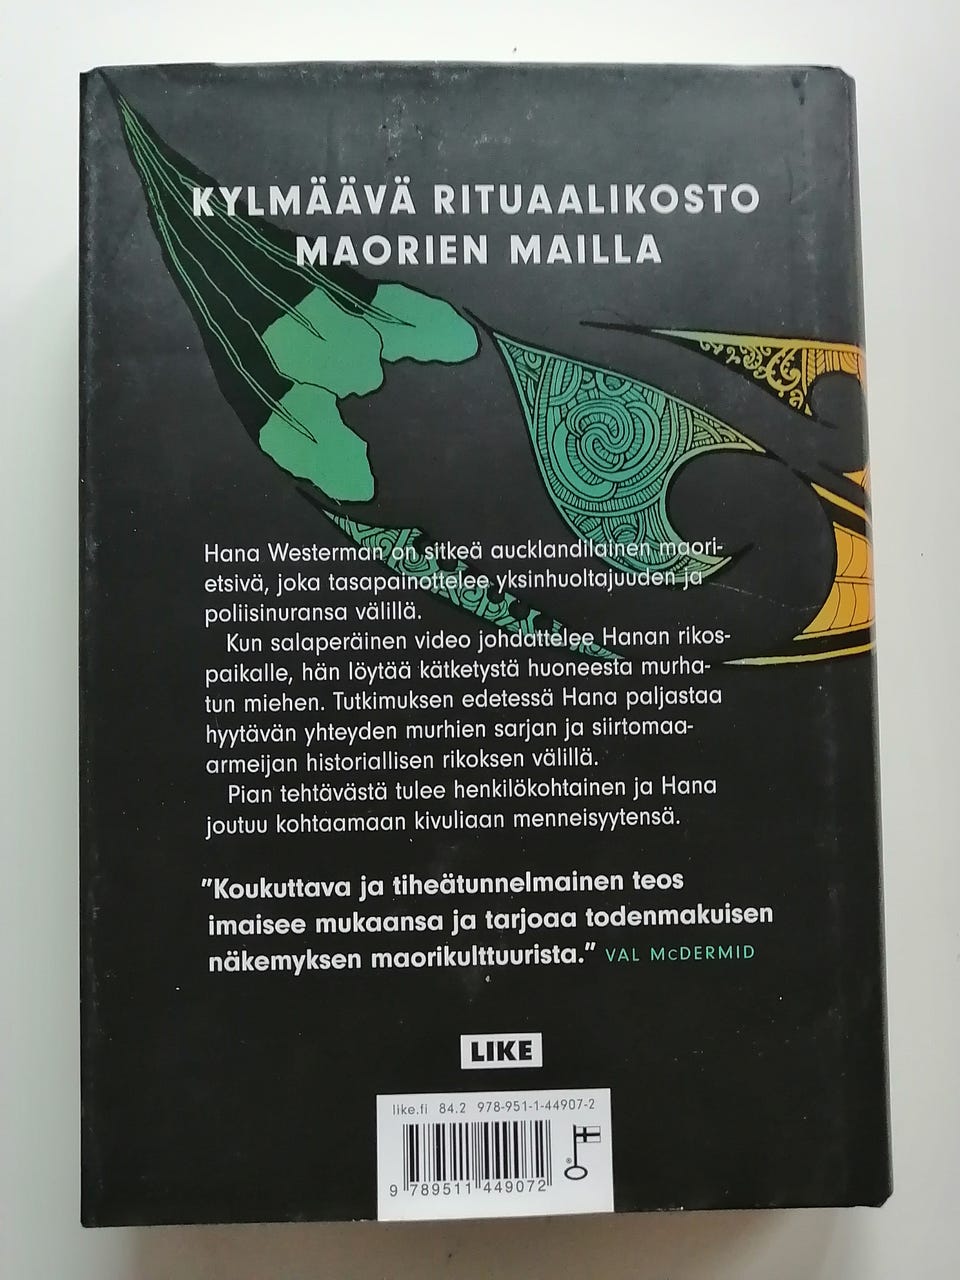 KYLMÄÄVÄ RITUAALIKOSTO
MAORIEN MAILLA
Hana Westerman on sitkeä aucklandilainen maori-
etsivä, joka tasapainottelee yksinhuoltajuuden ja
poliisinuransa välillä.
Kun salaperäinen video johdattelee Hanan rikos-
paikalle, hän löytää kätketystä huoneesta murha-
tun miehen. Tutkimuksen edetessä Hana paljastaa
hyytävän yhteyden murhien sarjan ja siirtomaa-
armeijan historiallisen rikoksen välillä.
Pian tehtävästä tulee henkilökohtainen ja Hana
joutuu kohtaamaan kivuliaan menneisyytensä.
"Koukuttava ja tiheätunnelmainen teos
imaisee mukaansa ja tarjoaa todenmakuisen
näkemyksen maorikulttuurista." VAL McDERMID
LIKE
like.fi 84.2 978-951-1-44907-2
9 789511 449072